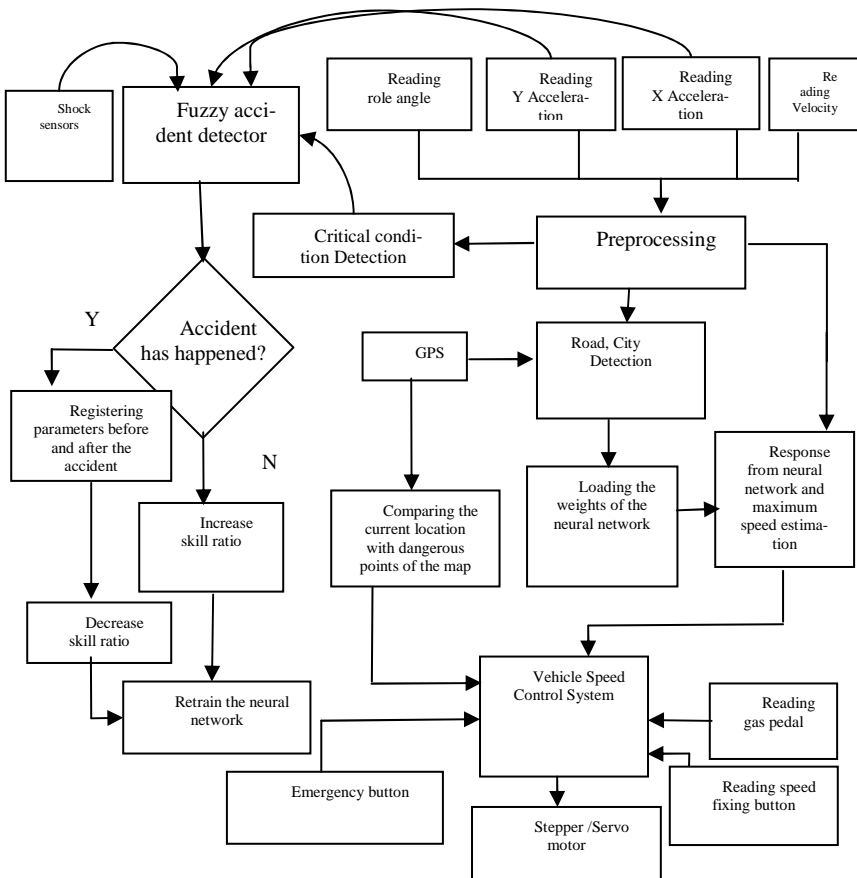 Shock
sensors
Fuzzy acci-
dent detector
Reading
role angle
Reading
Y Accelera-
tion
Reading
X Accelera-
tion
Re
ading
Velocity
Critical condi-
tion Detection
Preprocessing
Y
Accident
has happened?
GPS
Road, City
Detection
Registering
parameters before
and after the
accident
N
Increase
skill ratio
Comparing the
current location
with dangerous
points of the map
Loading the
weights of the
neural network
Response
from neural
network and
maximum
speed estima-
tion
Decrease
skill ratio
Retrain the neural
network
Vehicle Speed
Control System
Reading
gas pedal
Emergency button
Reading speed
fixing button
Stepper /Servo
motor